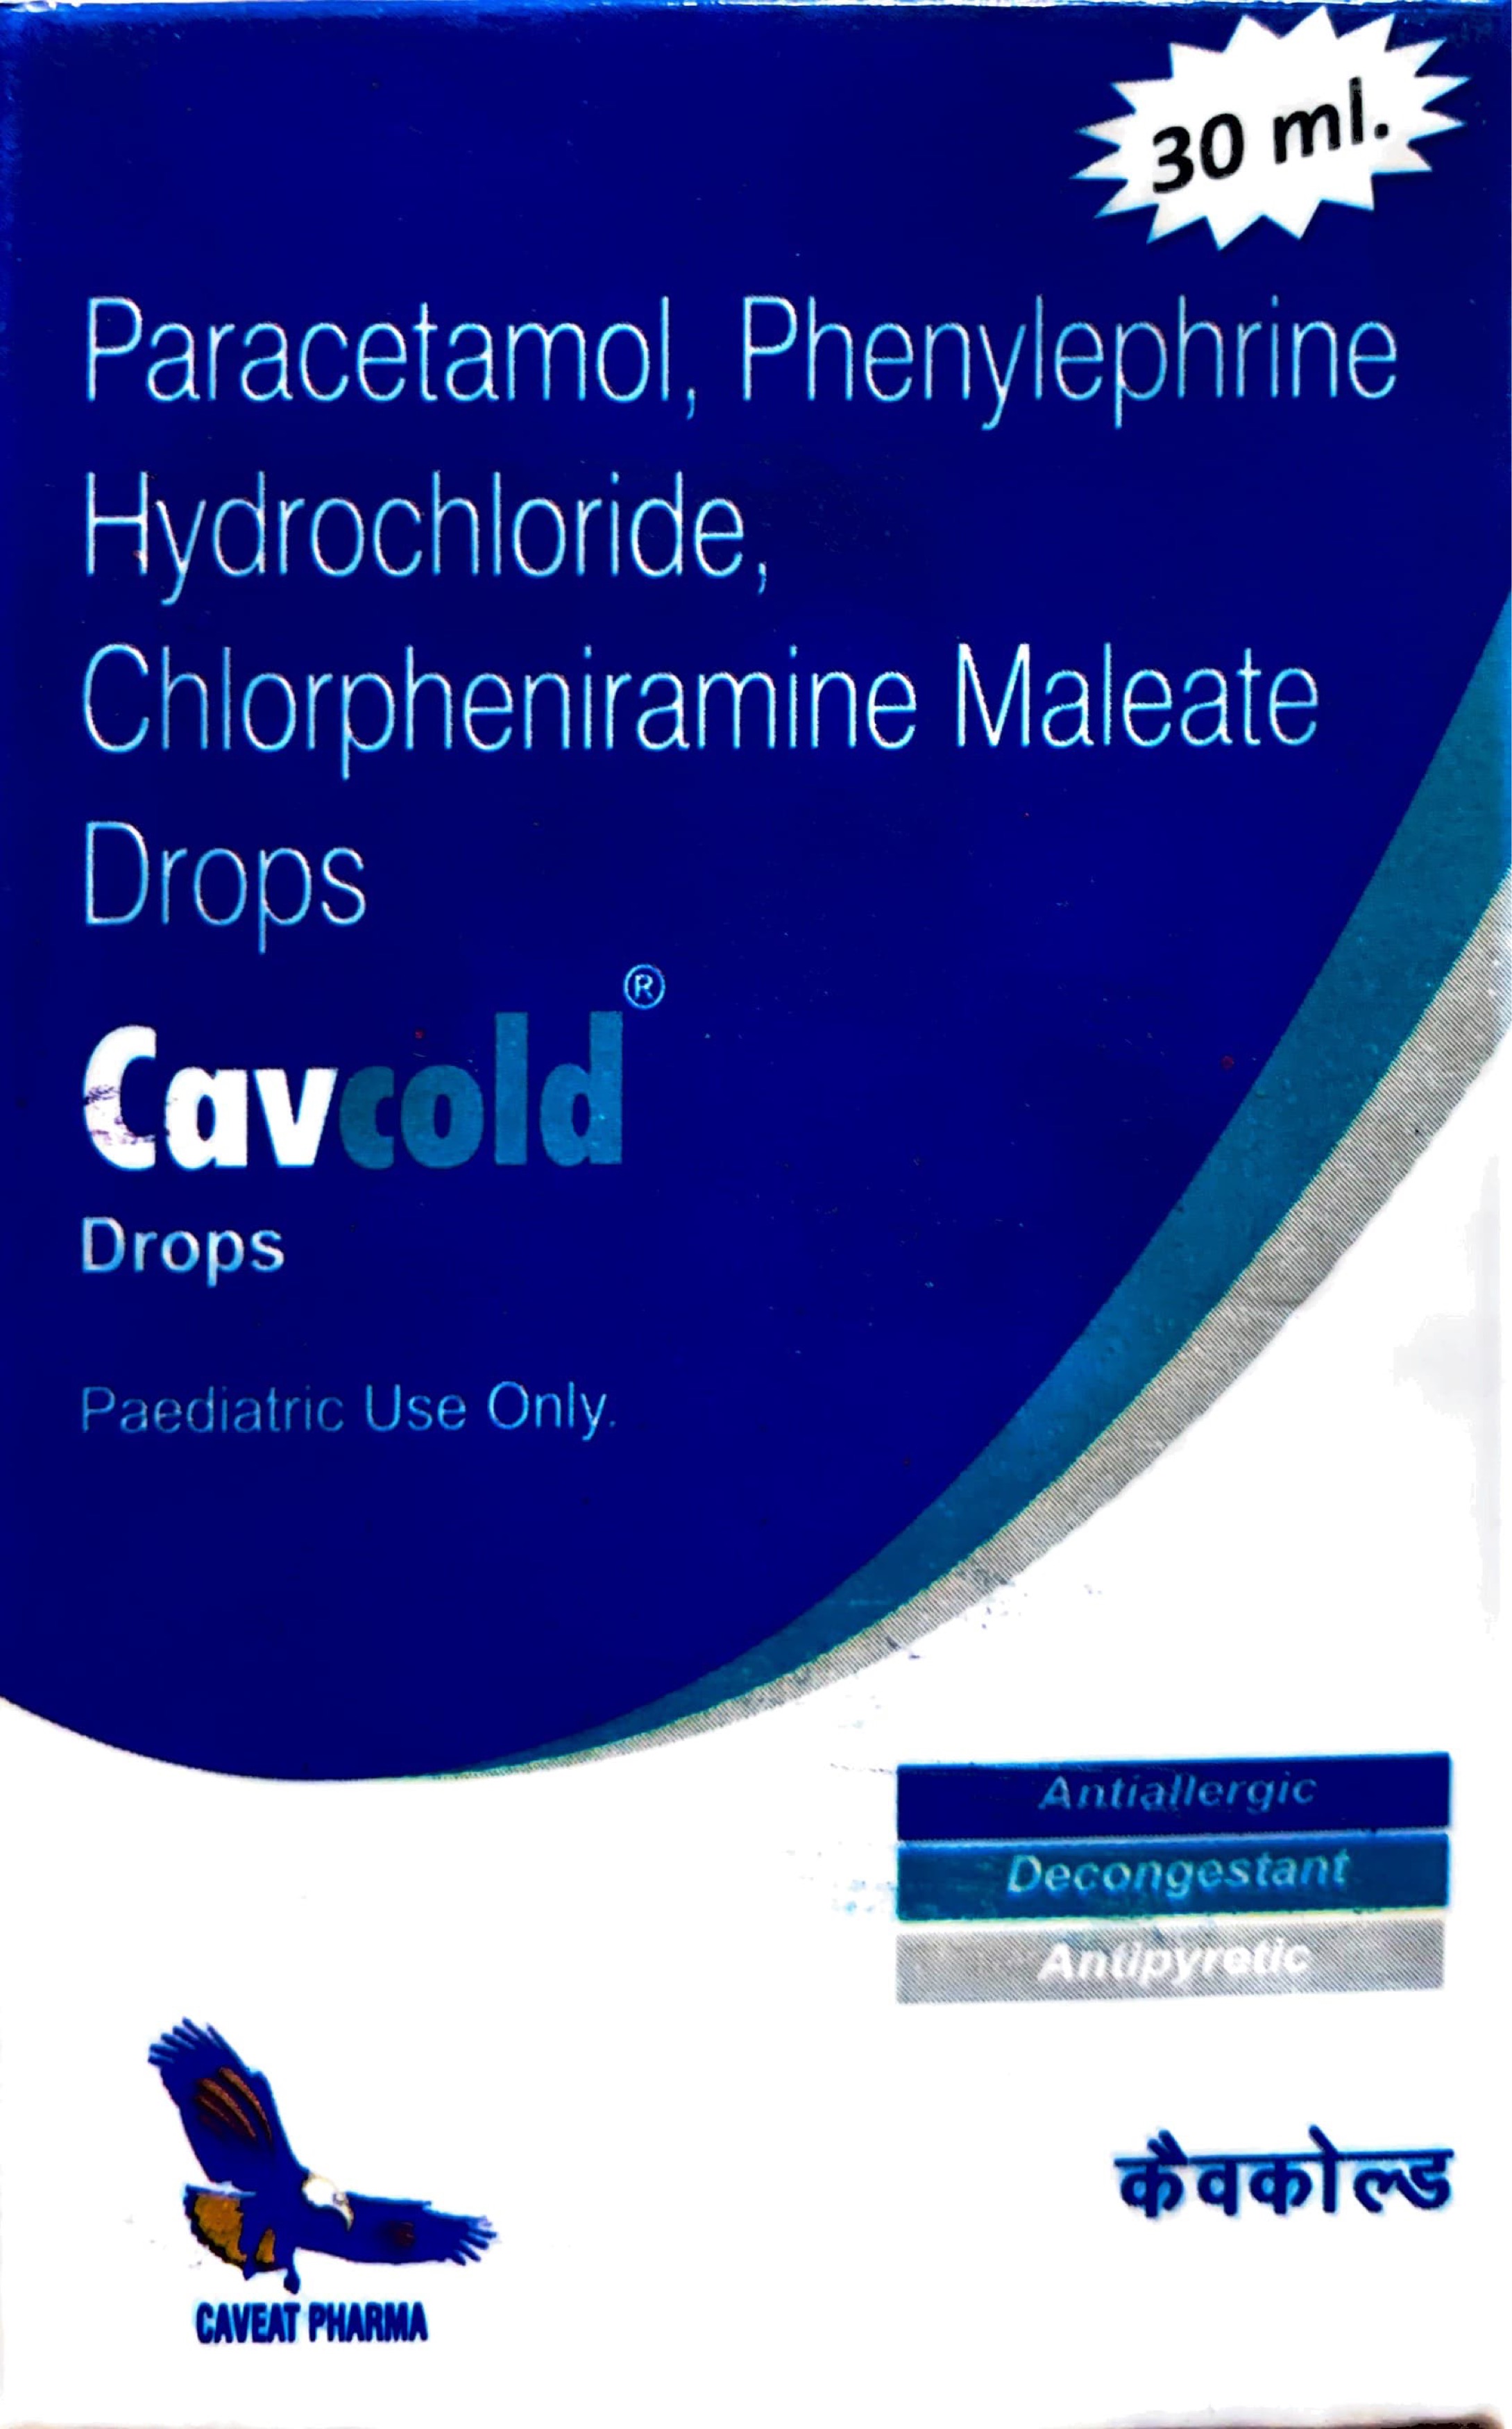 30 ml.
Paracetamol, Phenylephrine
Hydrochloride,
Chlorpheniramine Maleate
Drops
Cavcold®
Drops
Paediatric Use Only.
Antiallergic
Decongestant
Antipyretic
कैवकोल्ड
CAVEAT PHARMA